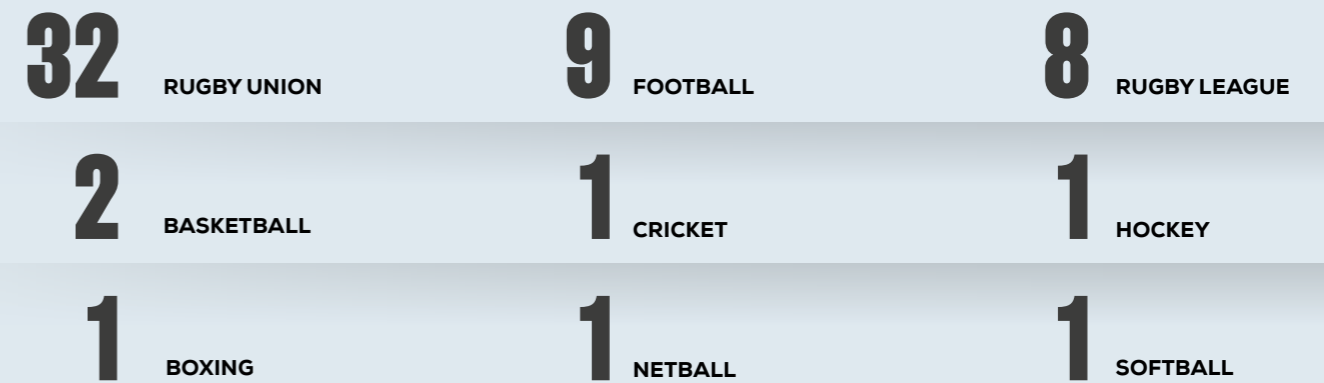 32 RUGBY UNION
9 FOOTBALL
8 RUGBY LEAGUE
2 BASKETBALL
1 CRICKET
1 HOCKEY
1 BOXING
1 NETBALL
1 SOFTBALL